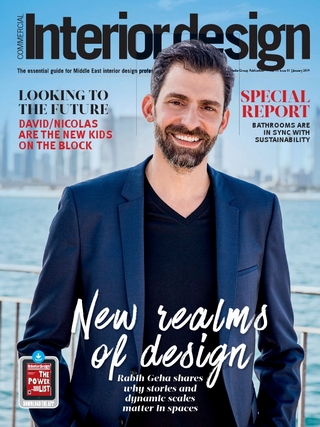 COMMERCIAL
Interior design
The essential guide for Middle East interior design
LOOKING TO
THE FUTURE
DAVID/NICOLAS
ARE THE NEW KIDS
ON THE BLOCK
SPECIAL
REPORT
BATHROOMS ARE
IN SYNC WITH
SUSTAINABILITY
New realms
of design
Rabih Geha shares
why stories and
dynamic scales
matter in spaces
THE
POWER
LIST